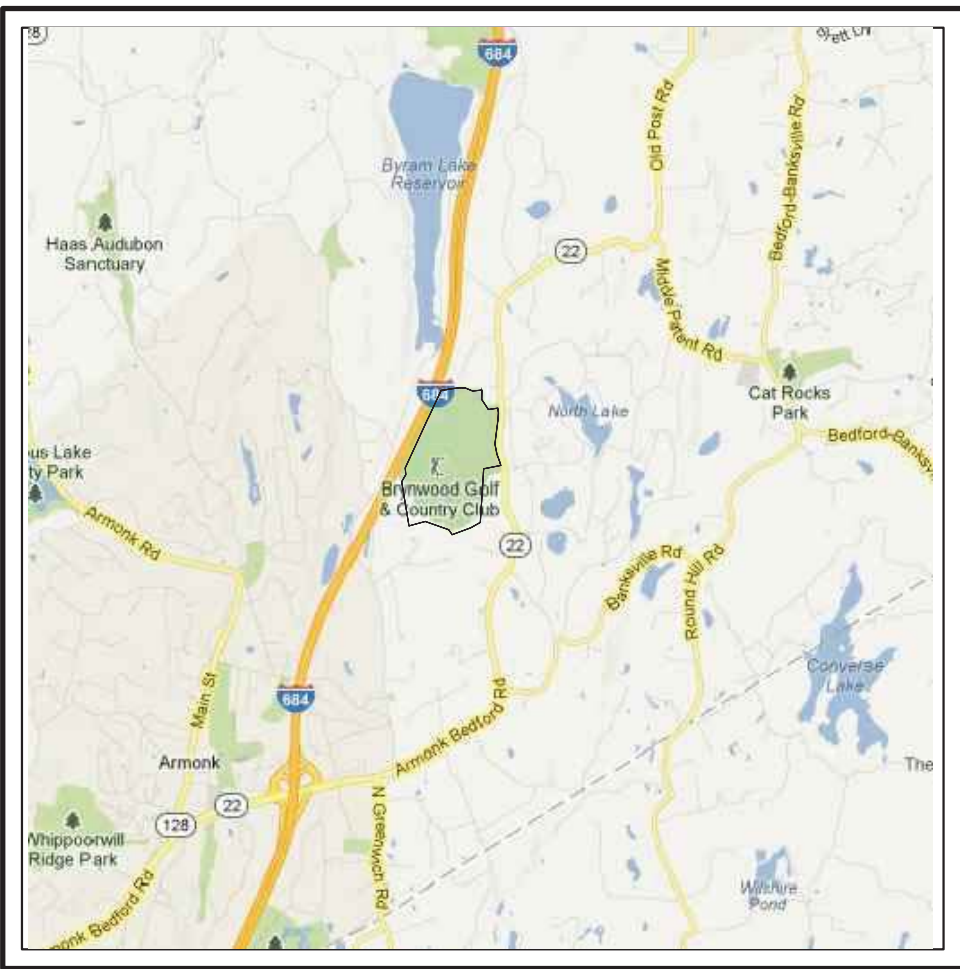 684
Byram Lake
Reservoir
Old Post Rd
Bedford-Banksville Rd
Haas Audubon
Sanctuary
22
Middle Patent Rd
684
Cat Rocks
Park
North Lake
Bedford-Banksv
us Lake
ty Park
Brynwood Golf
& Country Club
Armonk Rd
22
Banksville Rd
Round Hill Rd
Converse
Lake
Main St
684
Armonk Bedford Rd
Armonk
The
22
128
N Greenwich Rd
Whippoorwill
Ridge Park
Wilshire
Pond
monk Bedford Rd